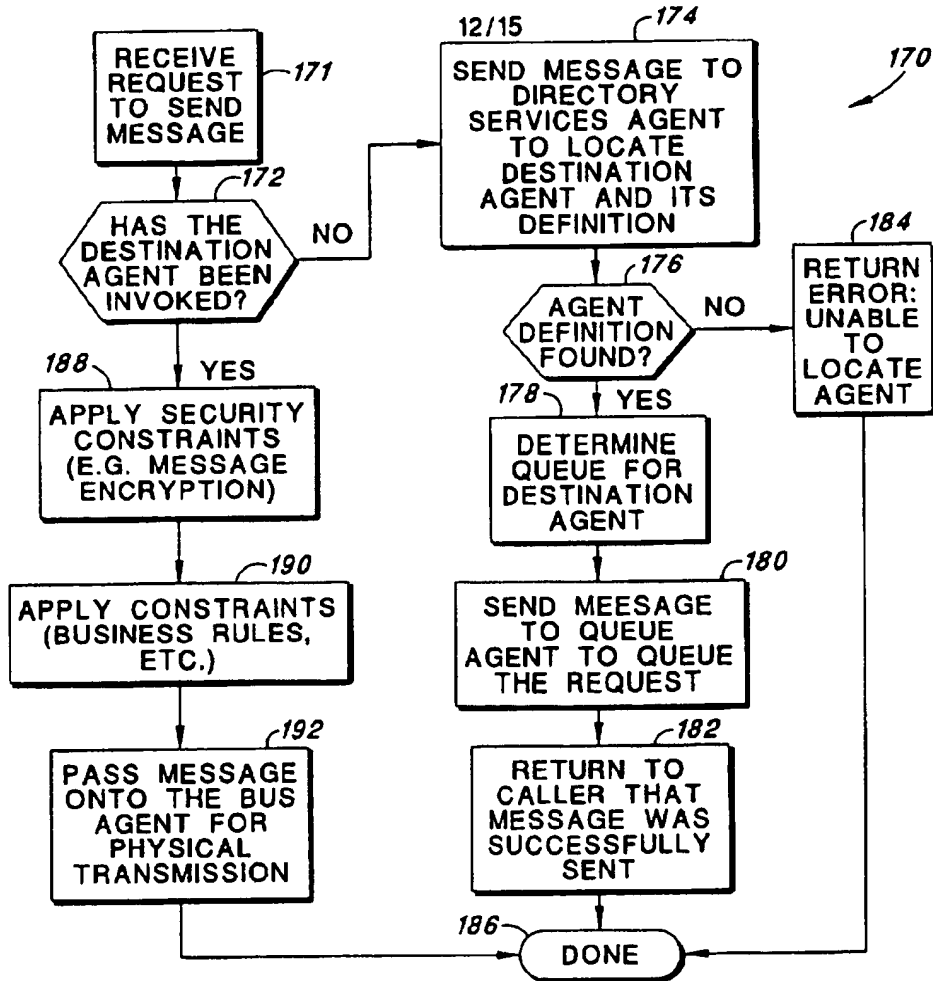 RECEIVE
REQUEST
TO SEND
MESSAGE
171
172
HAS THE
DESTINATION
AGENT BEEN
INVOKED?
NO
YES
188
APPLY SECURITY
CONSTRAINTS
(E.G. MESSAGE
ENCRYPTION)
190
APPLY CONSTRAINTS
(BUSINESS RULES,
ETC.)
192
PASS MESSAGE
ONTO THE BUS
AGENT FOR
PHYSICAL
TRANSMISSION
12/15
174
SEND MESSAGE TO
DIRECTORY
SERVICES AGENT
TO LOCATE
DESTINATION
AGENT AND ITS
DEFINITION
170
176
AGENT
DEFINITION
FOUND?
NO
YES
184
RETURN
ERROR:
UNABLE
TO
LOCATE
AGENT
178
DETERMINE
QUEUE FOR
DESTINATION
AGENT
180
SEND MEESAGE
TO QUEUE
AGENT TO QUEUE
THE REQUEST
182
RETURN TO
CALLER THAT
MESSAGE WAS
SUCCESSFULLY
SENT
186
DONE